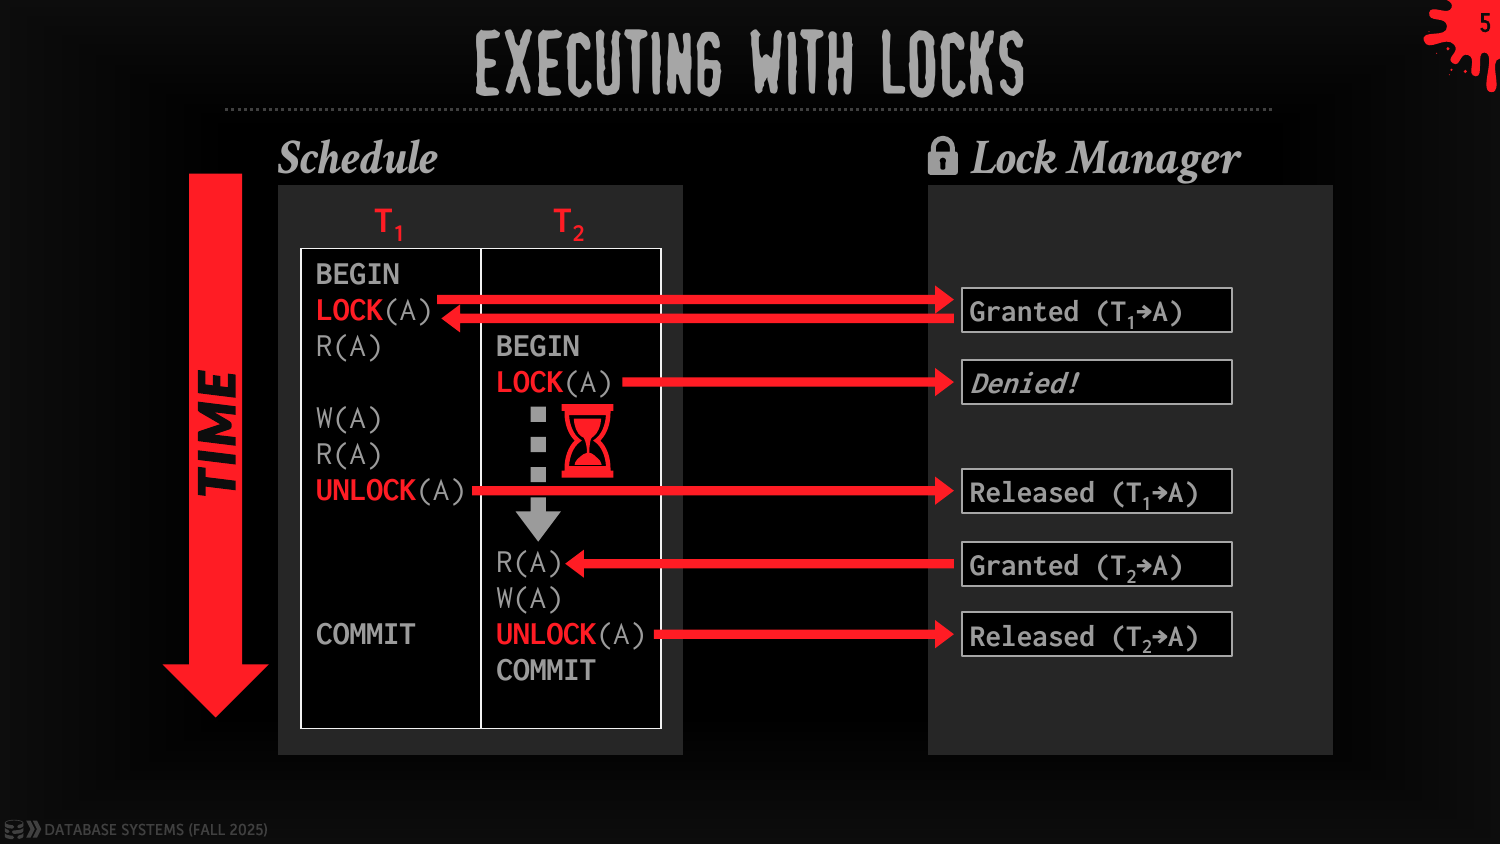 5
EXECUTING WITH LOCKS
Schedule
Lock Manager
TIME
T1
T2
BEGIN
LOCK(A)
Granted (T1→A)
R(A)
BEGIN
LOCK(A)
Denied!
W(A)
R(A)
UNLOCK(A)
Released (T1→A)
R(A)
Granted (T2→A)
W(A)
COMMIT
UNLOCK(A)
Released (T2→A)
COMMIT
DATABASE SYSTEMS (FALL 2025)